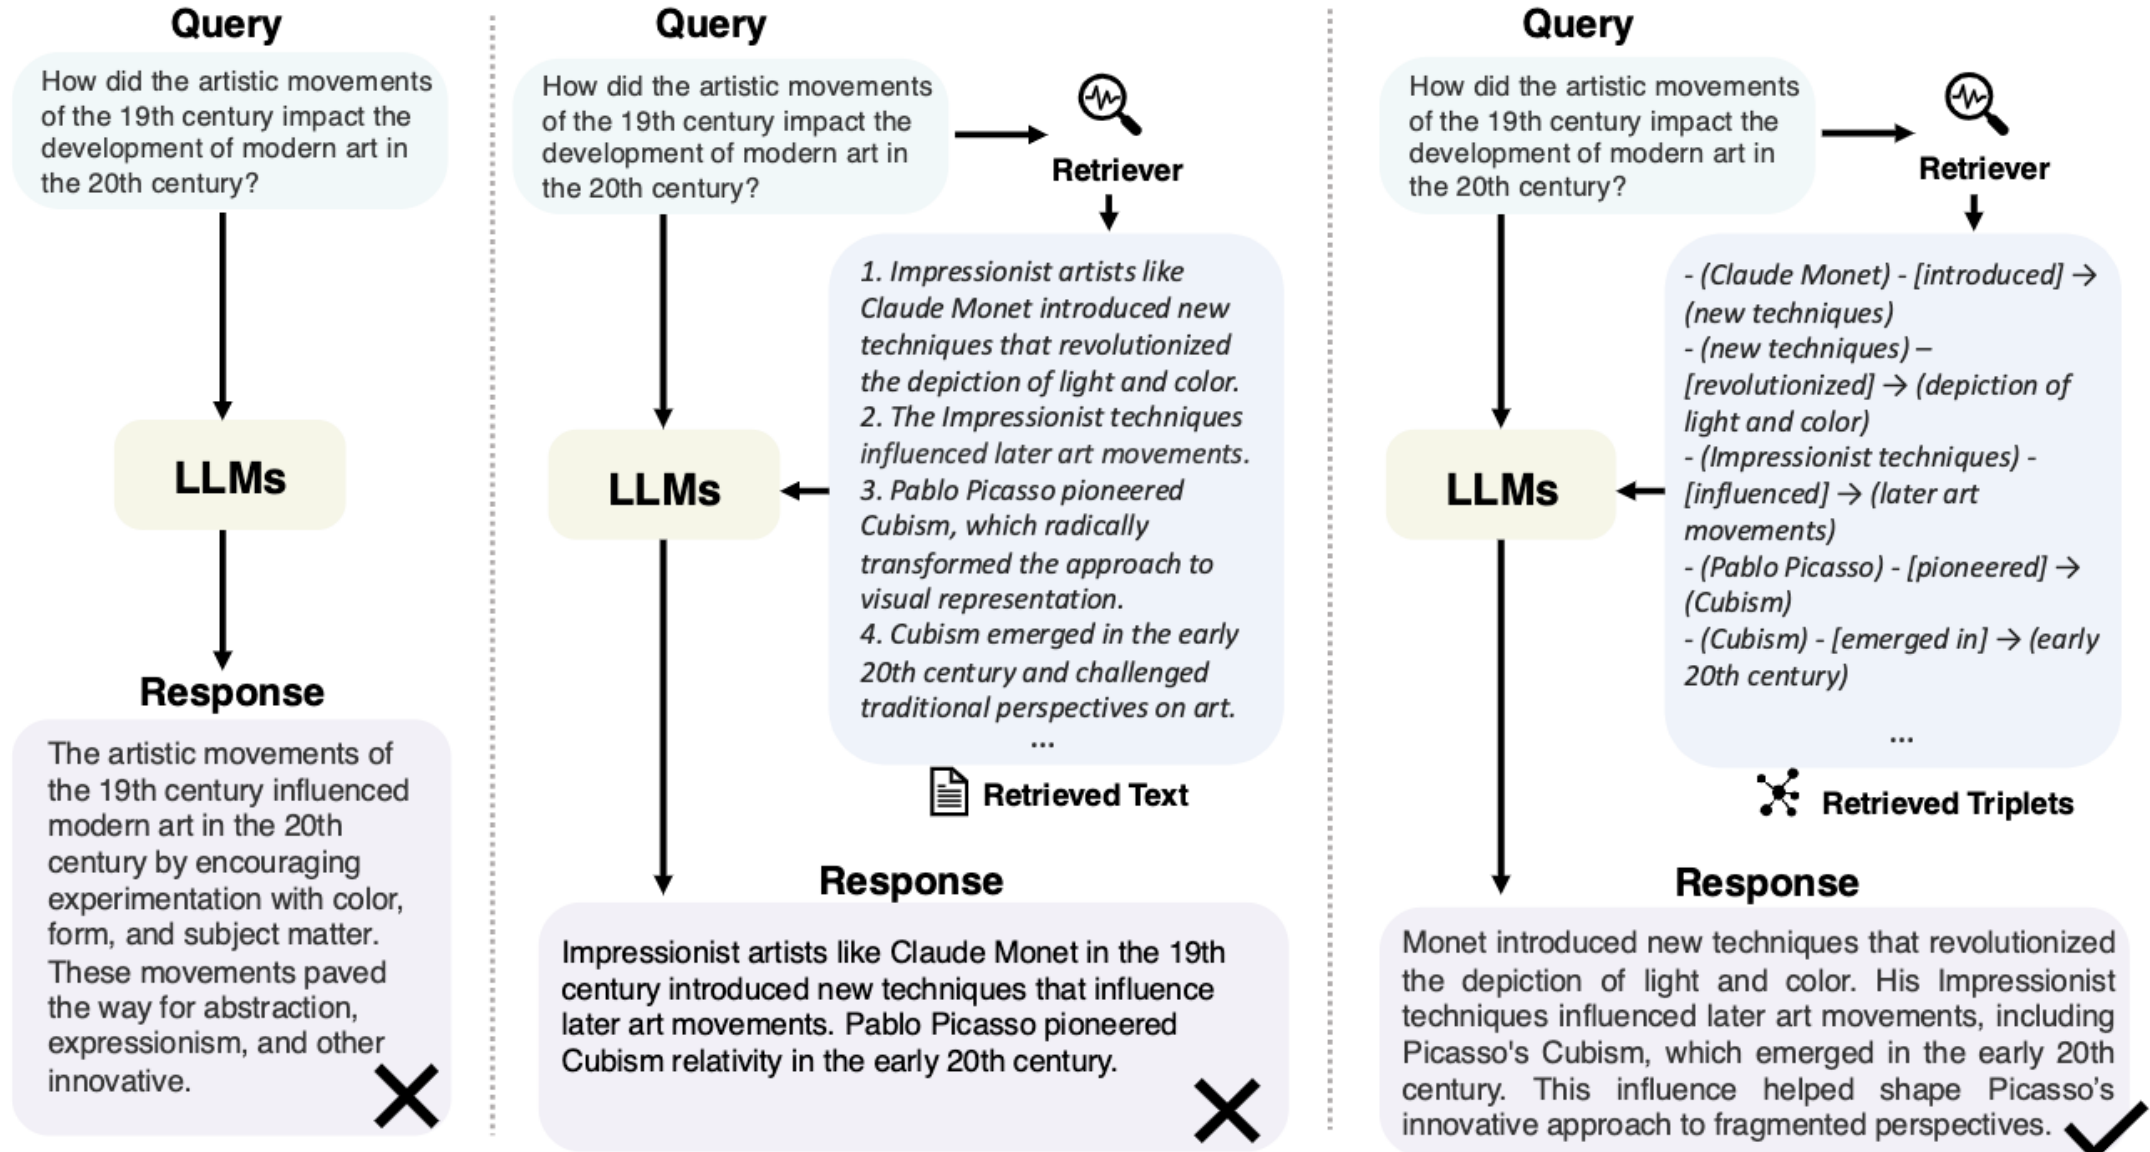 Query
How did the artistic movements
of the 19th century impact the
development of modern art in
the 20th century?
LLMs
Response
The artistic movements of
the 19th century influenced
modern art in the 20th
century by encouraging
experimentation with color,
form, and subject matter.
These movements paved
the way for abstraction,
expressionism, and other
innovative.
Query
How did the artistic movements
of the 19th century impact the
development of modern art in
the 20th century?
Retriever
1. Impressionist artists like
Claude Monet introduced new
techniques that revolutionized
the depiction of light and color.
2. The Impressionist techniques
influenced later art movements.
3. Pablo Picasso pioneered
Cubism, which radically
transformed the approach to
visual representation.
4. Cubism emerged in the early
20th century and challenged
traditional perspectives on art.
...
Retrieved Text
LLMs
Response
Impressionist artists like Claude Monet in the 19th
century introduced new techniques that influence
later art movements. Pablo Picasso pioneered
Cubism relativity in the early 20th century.
Query
How did the artistic movements
of the 19th century impact the
development of modern art in
the 20th century?
Retriever
- (Claude Monet) - [introduced] →
(new techniques)
- (new techniques) –
[revolutionized] → (depiction of
light and color)
- (Impressionist techniques) -
[influenced] → (later art
movements)
- (Pablo Picasso) - [pioneered] →
(Cubism)
- (Cubism) - [emerged in] → (early
20th century)
...
Retrieved Triplets
LLMs
Response
Monet introduced new techniques that revolutionized
the depiction of light and color. His Impressionist
techniques influenced later art movements, including
Picasso's Cubism, which emerged in the early 20th
century. This influence helped shape Picasso's
innovative approach to fragmented perspectives.